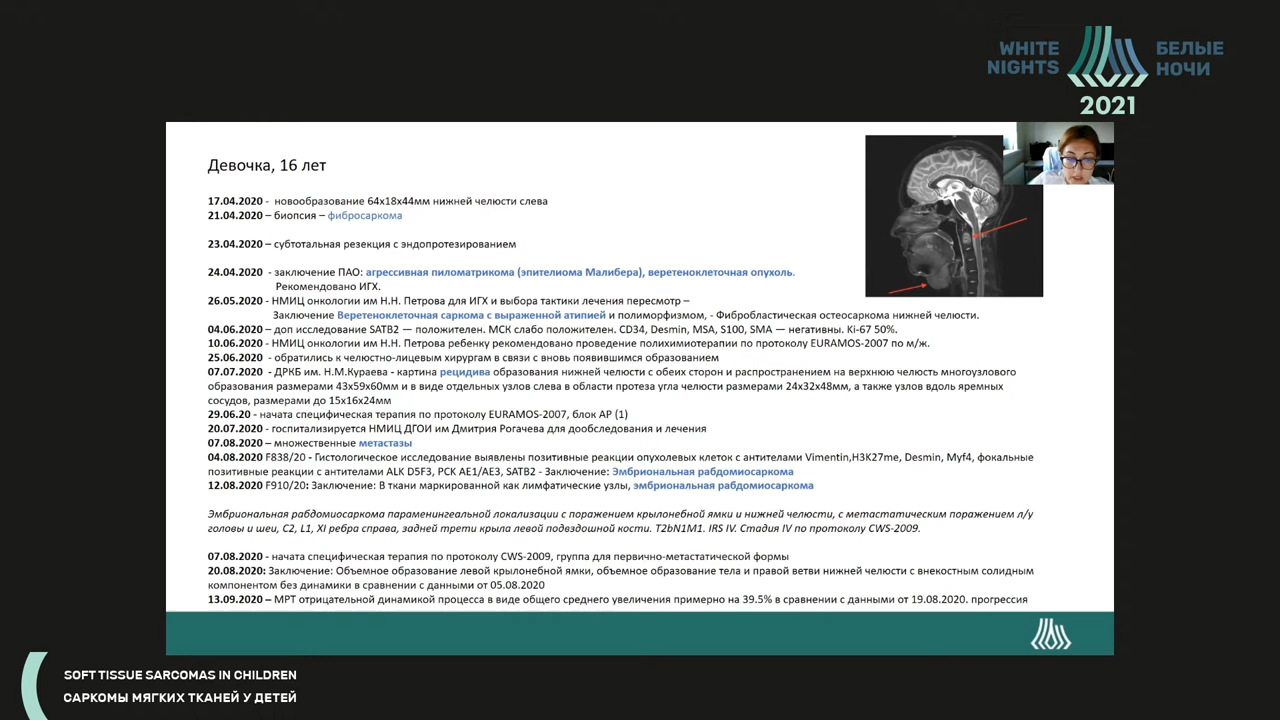 WHITE NIGHTS
БЕЛЫЕ НОЧИ
2021
Девочка, 16 лет
17.04.2020 - новообразование 64х18х44мм нижней челюсти слева
21.04.2020 – биопсия – фибросаркома
23.04.2020 – субтотальная резекция с эндопротезированием
24.04.2020 - заключение ПАО: агрессивная пиломатрикома (эпителиома Малибера), веретеноклеточная опухоль.
Рекомендовано ИГХ.
26.05.2020 - НМИЦ онкологии им Н.Н. Петрова для ИГХ и выбора тактики лечения пересмотр –
Заключение Веретеноклеточная саркома с выраженной атипией и полиморфизмом, - Фибробластическая остеосаркома нижней челюсти.
04.06.2020 – доп исследование SATB2 — положителен. МСК слабо положителен. CD34, Desmin, MSA, S100, SMA — негативны. Ki-67 50%.
10.06.2020 - НМИЦ онкологии им Н.Н. Петрова ребенку рекомендовано проведение полихимиотерапии по протоколу EURAMOS-2007 по м/ж.
25.06.2020 - обратились к челюстно-лицевым хирургам в связи с вновь появившимся образованием
07.07.2020 - ДРКБ им. Н.М.Кураева - картина рецидива образования нижней челюсти с обеих сторон и распространением на верхнюю челюсть многоузлового
образования размерами 43х59х60мм и в виде отдельных узлов слева в области протеза угла челюсти размерами 24х32х48мм, а также узлов вдоль яремных
сосудов, размерами до 15х16х24мм
29.06.20 - начата специфическая терапия по протоколу EURAMOS-2007, блок АР (1)
20.07.2020 - госпитализируется НМИЦ ДГОИ им Дмитрия Рогачева для дообследования и лечения
07.08.2020 – множественные метастазы
04.08.2020 F838/20 - Гистологическое исследование выявлены позитивные реакции опухолевых клеток с антителами Vimentin,H3K27me, Desmin, Myf4, фокальные
позитивные реакции с антителами ALK D5F3, PCK AE1/AE3, SATB2 - Заключение: Эмбриональная рабдомиосаркома
12.08.2020 F910/20: Заключение: В ткани маркированной как лимфатические узлы, эмбриональная рабдомиосаркома
Эмбриональная рабдомиосаркома параменингеальной локализации с поражением крылонебной ямки и нижней челюсти, с метастатическим поражением л/у
головы и шеи, С2, L1, XI ребра справа, задней трети крыла левой подвздошной кости. T2bN1M1. IRS IV. Стадия IV по протоколу CWS-2009.
07.08.2020 - начата специфическая терапия по протоколу CWS-2009, группа для первично-метастатической формы
20.08.2020: Заключение: Объемное образование левой крылонебной ямки, объемное образование тела и правой ветви нижней челюсти с внекостным солидным
компонентом без динамики в сравнении с данными от 05.08.2020
13.09.2020 – МРТ отрицательной динамикой процесса в виде общего среднего увеличения примерно на 39.5% в сравнении с данными от 19.08.2020. прогрессия
SOFT TISSUE SARCOMAS IN CHILDREN
САРКОМЫ МЯГКИХ ТКАНЕЙ У ДЕТЕЙ